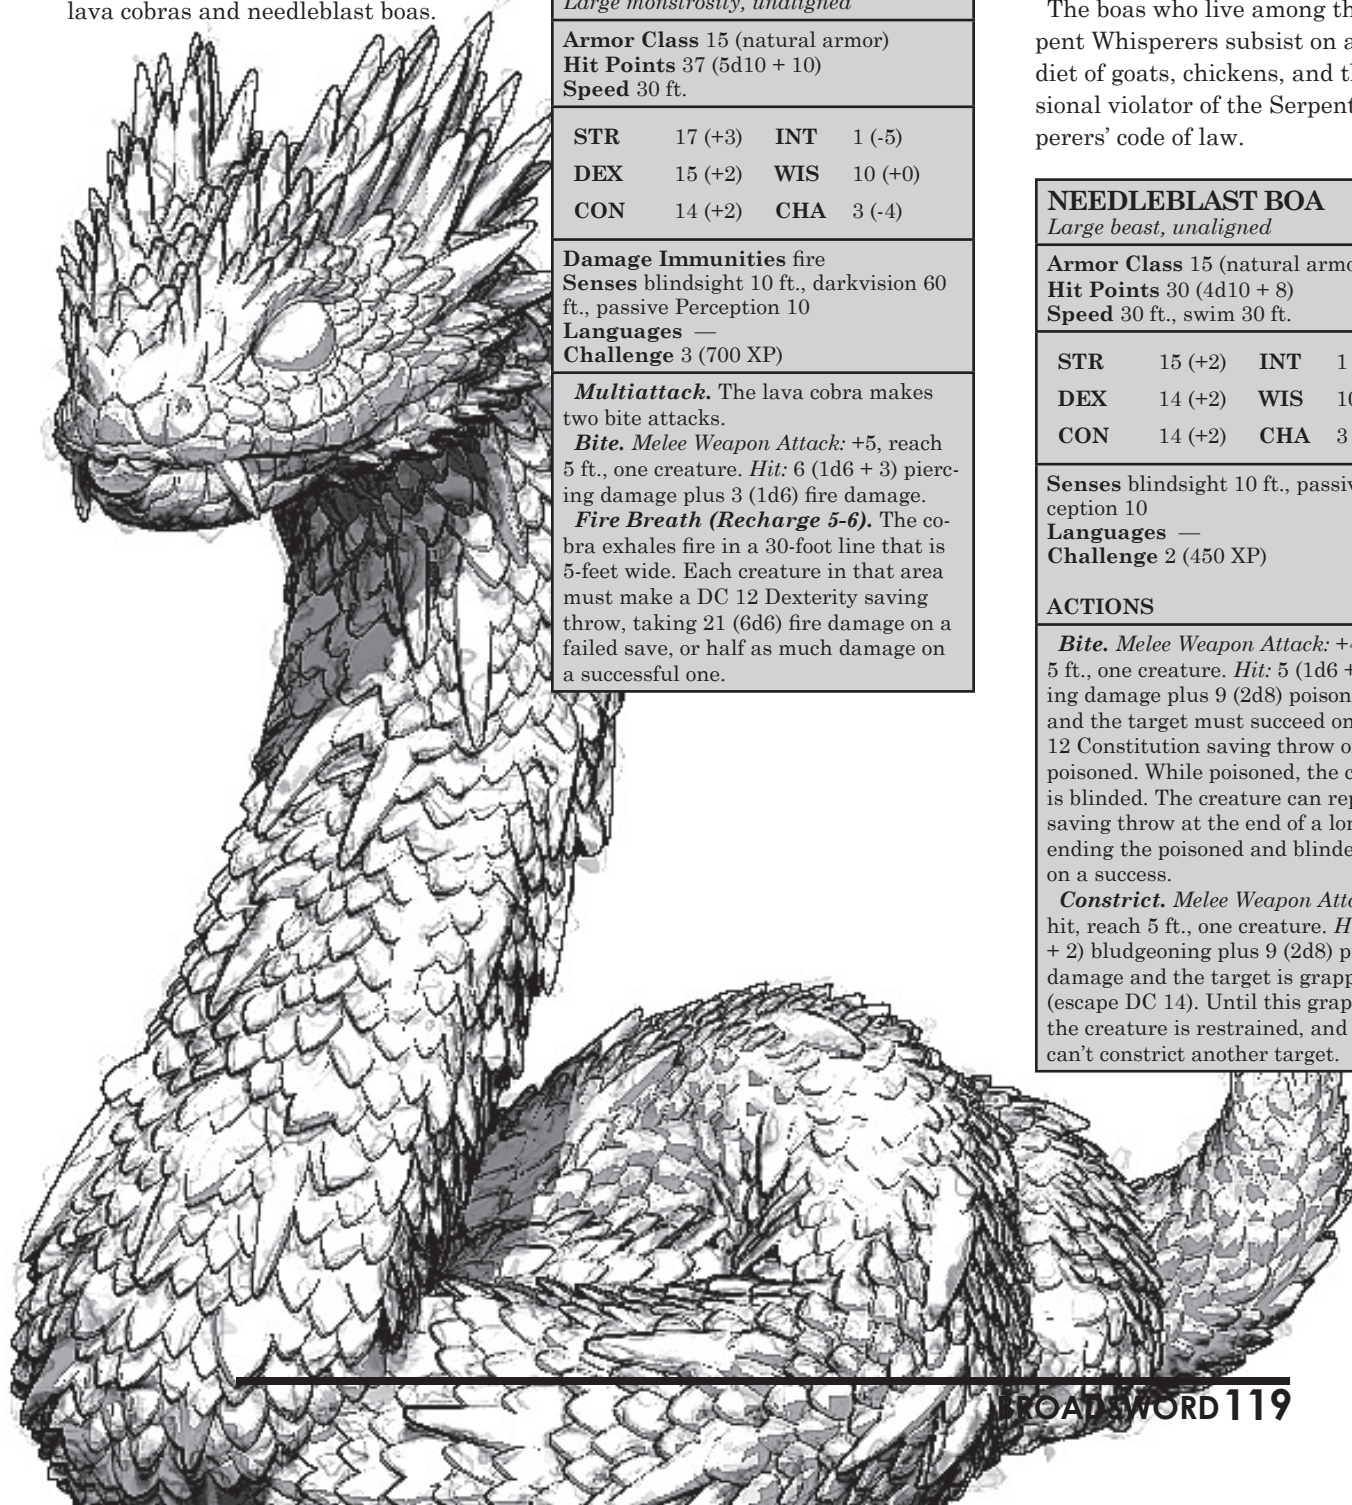 lava cobras and needleblast boas.
Large monstrosity, unaligned
Armor Class 15 (natural armor)
Hit Points 37 (5d10 + 10)
Speed 30 ft.
STR 17 (+3) INT 1 (-5)
DEX 15 (+2) WIS 10 (+0)
CON 14 (+2) CHA 3 (-4)
Damage Immunities fire
Senses blindsight 10 ft., darkvision 60
ft., passive Perception 10
Languages —
Challenge 3 (700 XP)
Multiattack. The lava cobra makes
two bite attacks.
Bite. Melee Weapon Attack: +5, reach
5 ft., one creature. Hit: 6 (1d6 + 3) pierc-
ing damage plus 3 (1d6) fire damage.
Fire Breath (Recharge 5-6). The co-
bra exhales fire in a 30-foot line that is
5-feet wide. Each creature in that area
must make a DC 12 Dexterity saving
throw, taking 21 (6d6) fire damage on a
failed save, or half as much damage on
a successful one.
The boas who live among th
pent Whisperers subsist on a
diet of goats, chickens, and th
sional violator of the Serpent
perers’ code of law.
NEEDLEBLAST BOA
Large beast, unaligned
Armor Class 15 (natural armo
Hit Points 30 (4d10 + 8)
Speed 30 ft., swim 30 ft.
STR 15 (+2) INT 1
DEX 14 (+2) WIS 10
CON 14 (+2) CHA 3
Senses blindsight 10 ft., passiv
ception 10
Languages —
Challenge 2 (450 XP)
ACTIONS
Bite. Melee Weapon Attack: +4
5 ft., one creature. Hit: 5 (1d6 +
ing damage plus 9 (2d8) poison
and the target must succeed on
12 Constitution saving throw o
poisoned. While poisoned, the c
is blinded. The creature can rep
saving throw at the end of a lon
ending the poisoned and blinde
on a success.
Constrict. Melee Weapon Atta
hit, reach 5 ft., one creature. H
+ 2) bludgeoning plus 9 (2d8) p
damage and the target is grapp
(escape DC 14). Until this grap
the creature is restrained, and
can’t constrict another target.
BROADSWORD 119